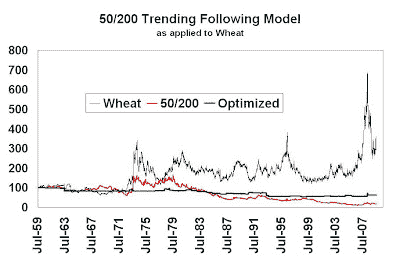 50/200 Trending Following Model
as applied to Wheat
800
700
600
500
400
300
200
100
0
Wheat 50/200 Optimized
Jul-59
Jul-63
Jul-67
Jul-71
Jul-75
Jul-79
Jul-83
Jul-87
Jul-91
Jul-95
Jul-99
Jul-03
Jul-07